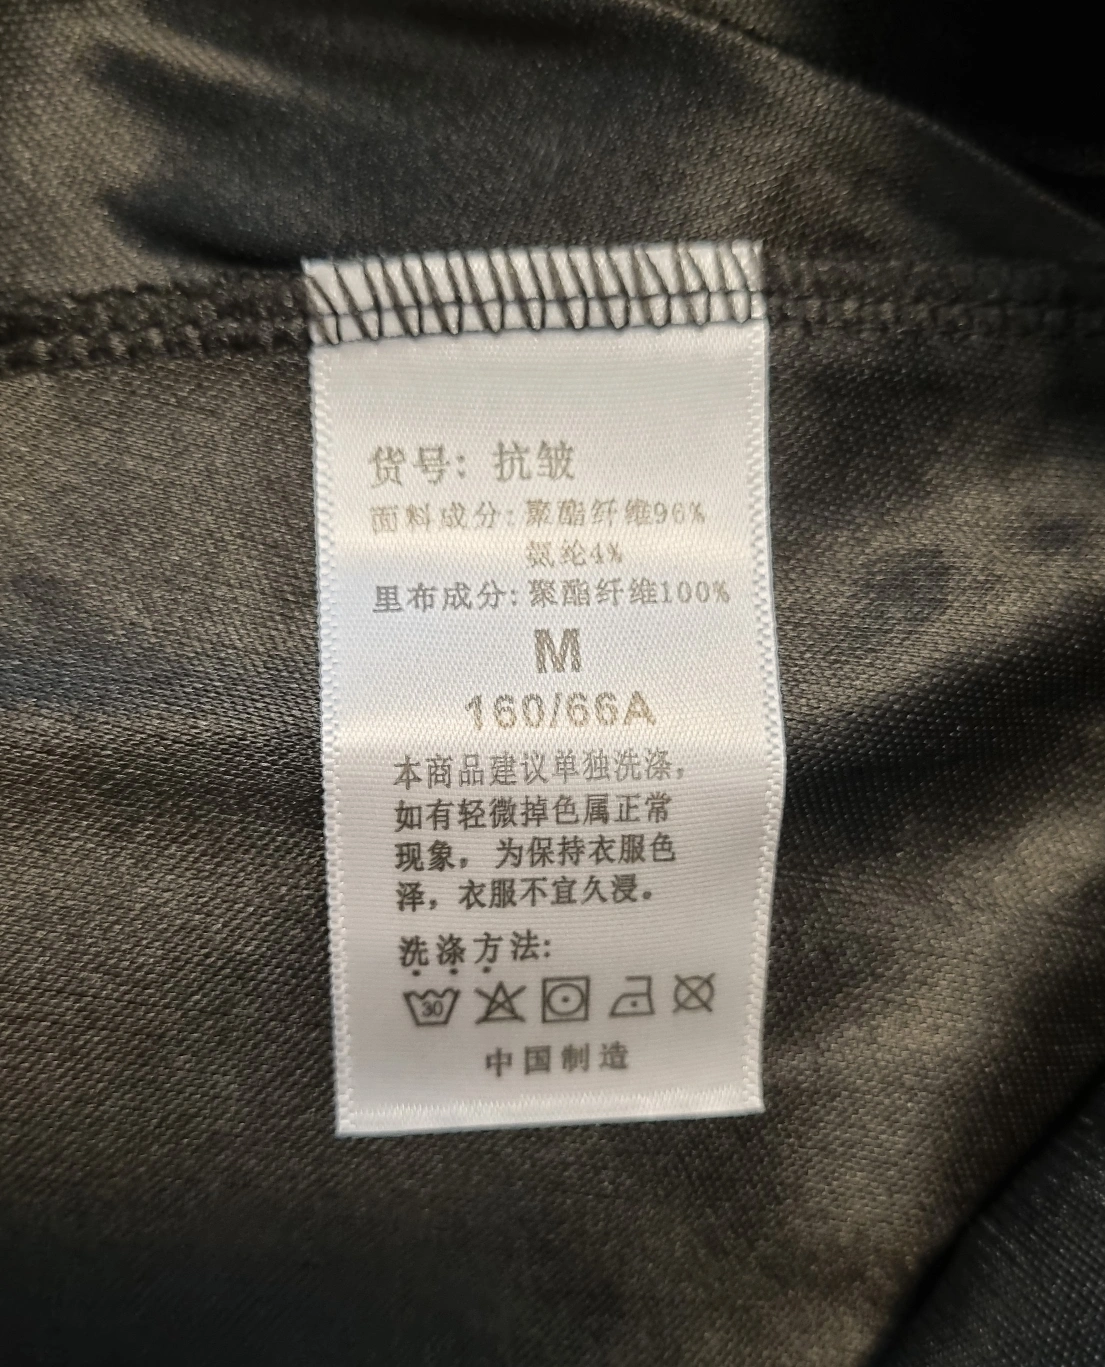 货号：抗皱
面料成分：聚酯纤维96%
氨纶4%
里布成分：聚酯纤维100%
M
160/66A
本商品建议单独洗涤，
如有轻微掉色属正常
现象，为保持衣服色
泽，衣服不宜久浸。
洗涤方法：
30
中国制造